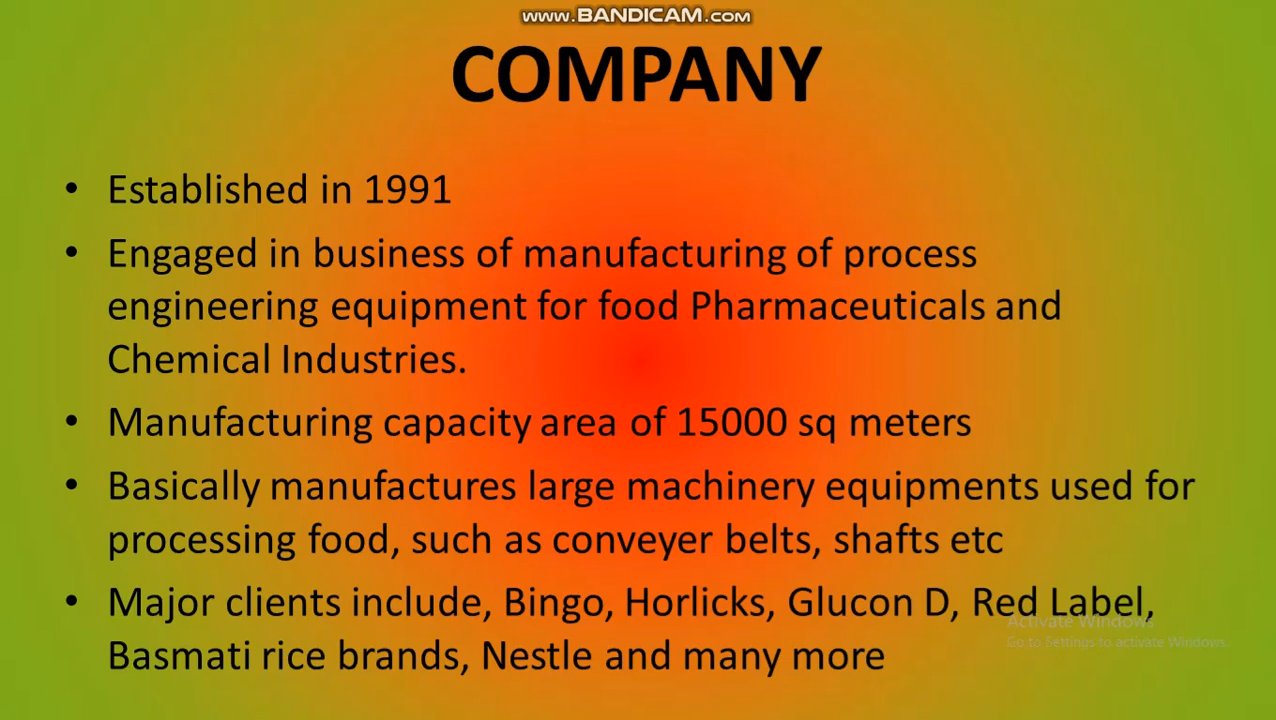 www.BANDICAM.com
COMPANY
• Established in 1991
• Engaged in business of manufacturing of process
engineering equipment for food Pharmaceuticals and
Chemical Industries.
• Manufacturing capacity area of 15000 sq meters
• Basically manufactures large machinery equipments used for
processing food, such as conveyer belts, shafts etc
• Major clients include, Bingo, Horlicks, Glucon D, Red Label,
Activate Windows
Go to Settings to activate Windows.
Basmati rice brands, Nestle and many more